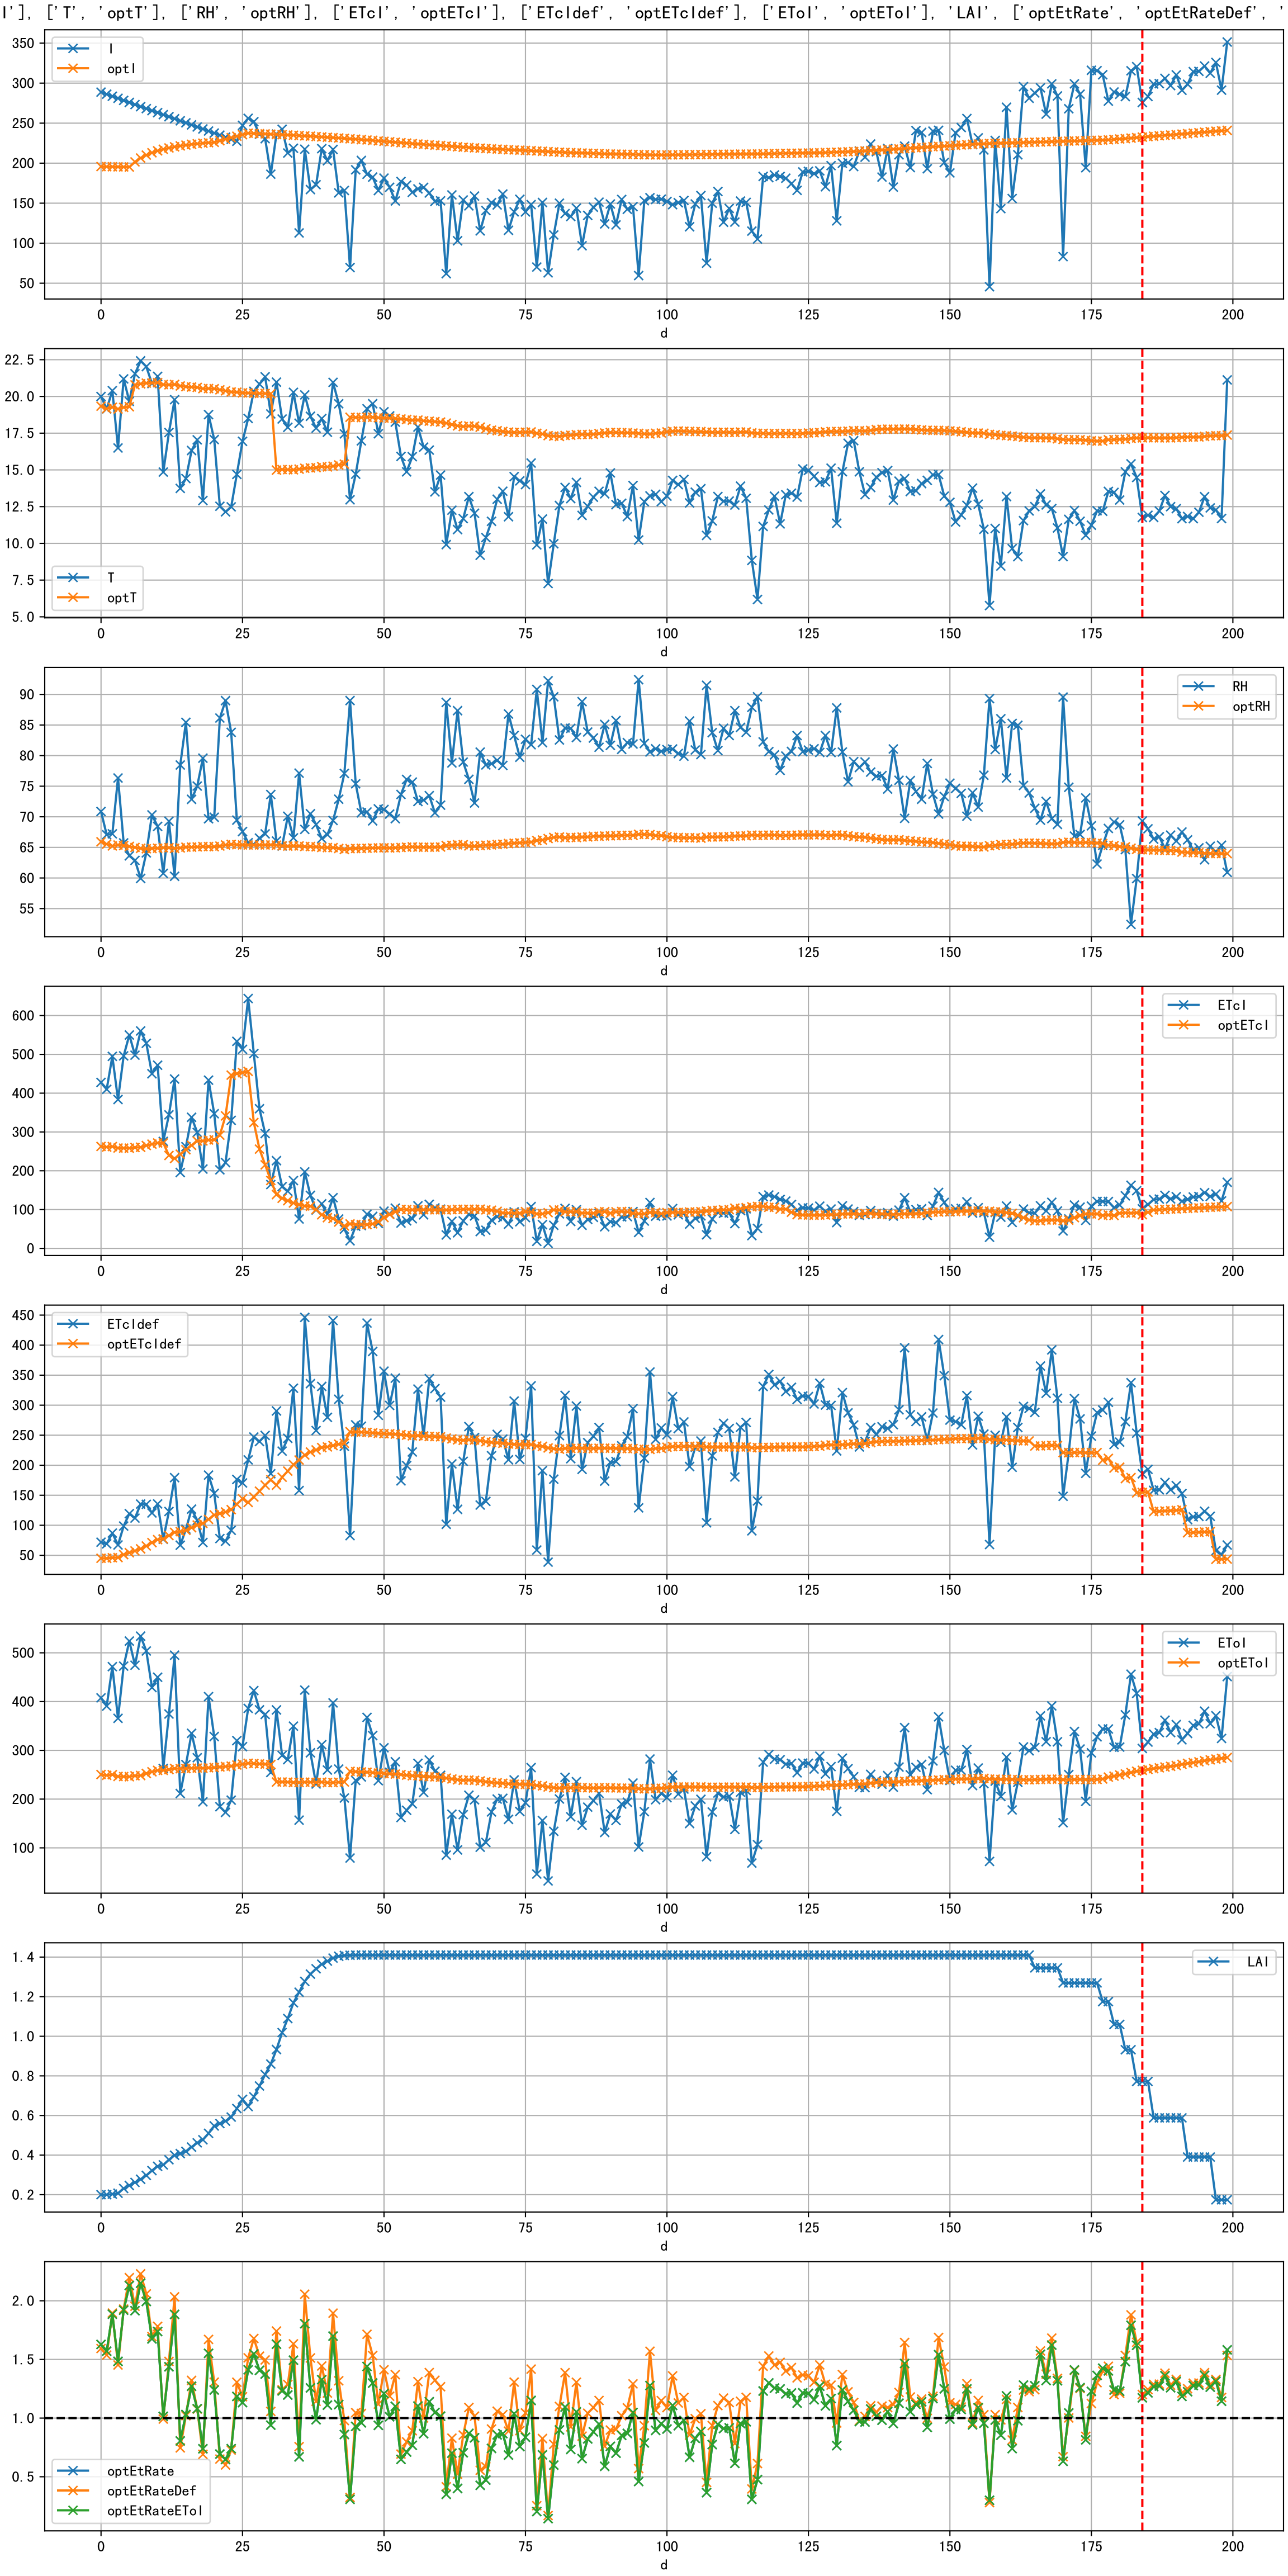 I'], ['T', 'optT'], ['RH', 'optRH'], ['ETcI', 'optETcI'], ['ETcIdef', 'optETcIdef'], ['EToI', 'optEToI'], 'LAI', ['optEtRate', 'optEtRateDef', '
350
300
250
200
150
100
50
I
optI
0 25 50 75 100 125 150 175 200
d
22.5
20.0
17.5
15.0
12.5
10.0
7.5
5.0
T
optT
0 25 50 75 100 125 150 175 200
d
90
85
80
75
70
65
60
55
RH
optRH
0 25 50 75 100 125 150 175 200
d
600
500
400
300
200
100
0
ETcI
optETcI
0 25 50 75 100 125 150 175 200
d
450
400
350
300
250
200
150
100
50
ETcIdef
optETcIdef
0 25 50 75 100 125 150 175 200
d
500
400
300
200
100
EToI
optEToI
0 25 50 75 100 125 150 175 200
d
1.4
1.2
1.0
0.8
0.6
0.4
0.2
LAI
0 25 50 75 100 125 150 175 200
d
2.0
1.5
1.0
0.5
optEtRate
optEtRateDef
optEtRateEToI
0 25 50 75 100 125 150 175 200
d